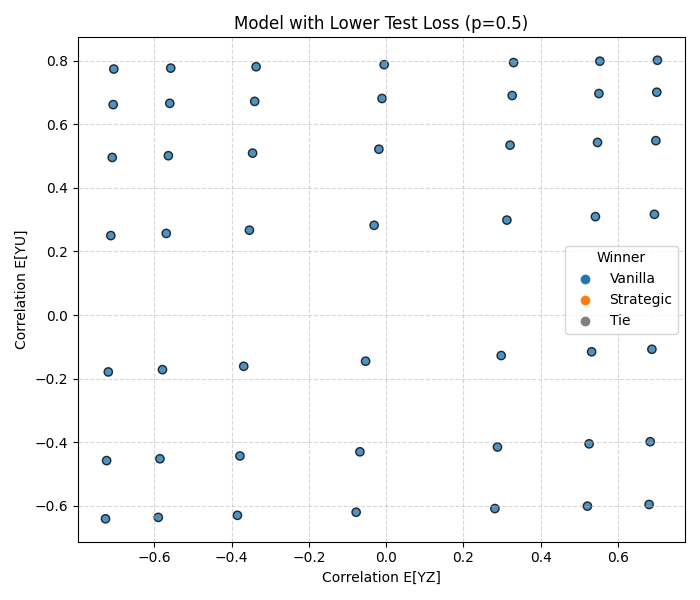 Model with Lower Test Loss (p=0.5)
0.8
0.6
0.4
0.2
0.0
−0.2
−0.4
−0.6
Correlation E[YU]
Winner
Vanilla
Strategic
Tie
−0.6
−0.4
−0.2
0.0
0.2
0.4
0.6
Correlation E[YZ]